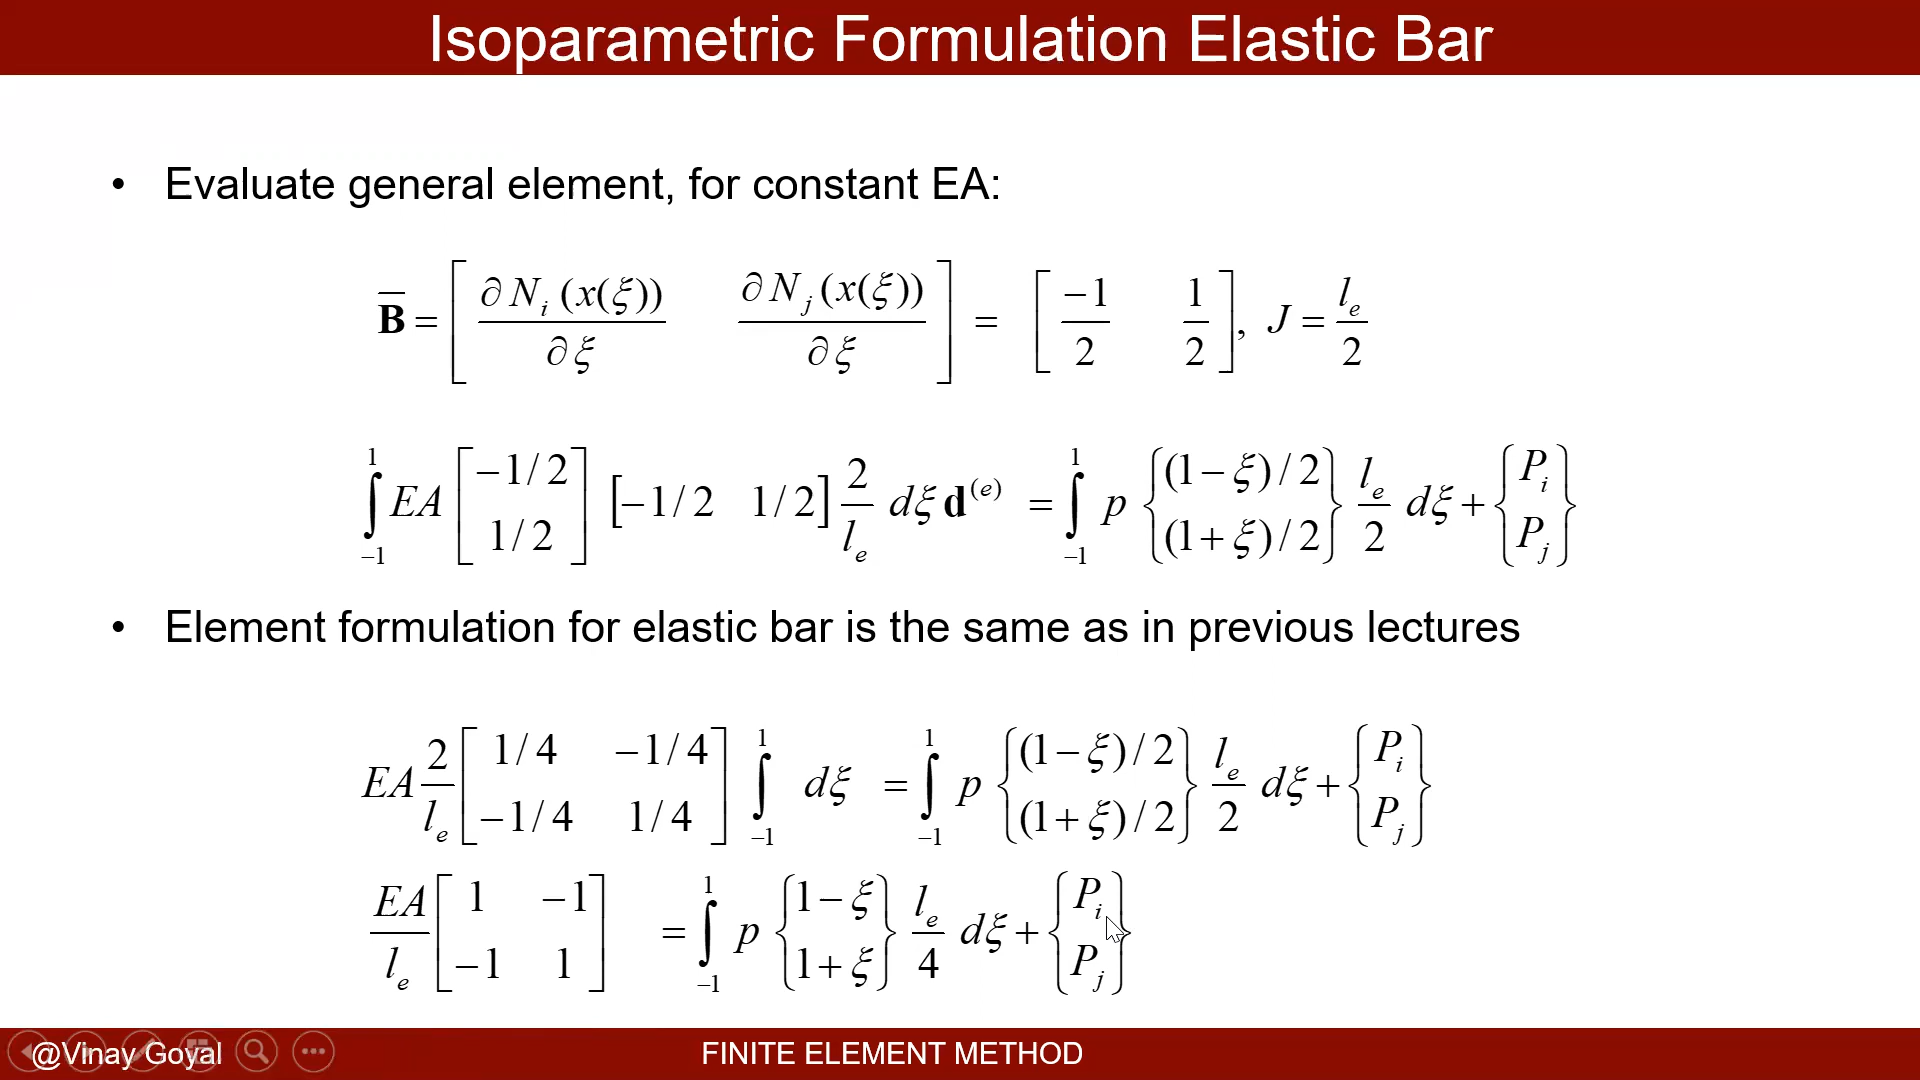 Isoparametric Formulation Elastic Bar
• Evaluate general element, for constant EA:
B̅ = [ ∂N_i(x(ξ))/∂ξ   ∂N_j(x(ξ))/∂ξ ] = [ −1/2   1/2 ], J = l_e/2
∫_{−1}^{1} EA [ −1/2 ; 1/2 ] [−1/2   1/2] 2/l_e dξ d^(e) = ∫_{−1}^{1} p { (1−ξ)/2 ; (1+ξ)/2 } l_e/2 dξ + { P_i ; P_j }
• Element formulation for elastic bar is the same as in previous lectures
EA 2/l_e [ 1/4   −1/4 ; −1/4   1/4 ] ∫_{−1}^{1} dξ = ∫_{−1}^{1} p { (1−ξ)/2 ; (1+ξ)/2 } l_e/2 dξ + { P_i ; P_j }
EA/l_e [ 1   −1 ; −1   1 ] = ∫_{−1}^{1} p { 1−ξ ; 1+ξ } l_e/4 dξ + { P_i ; P_j }
@Vinay Goyal
FINITE ELEMENT METHOD